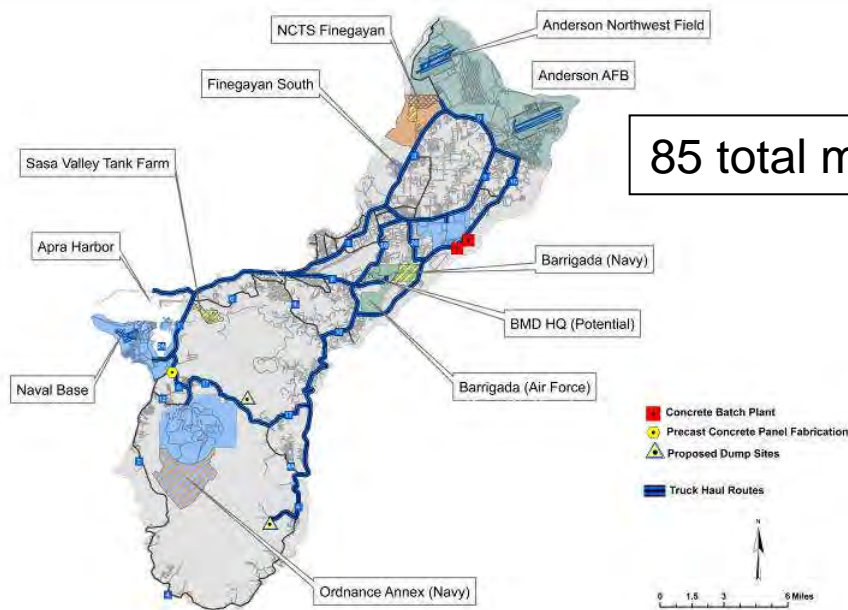 NCTS Finegayan
Anderson Northwest Field
Finegayan South
Anderson AFB
85 total m
Sasa Valley Tank Farm
Apra Harbor
Barrigada (Navy)
BMD HQ (Potential)
Naval Base
Barrigada (Air Force)
Concrete Batch Plant
Precast Concrete Panel Fabrication
Proposed Dump Sites
Truck Haul Routes
Ordnance Annex (Navy)
N
0 1.5 3 6 Miles